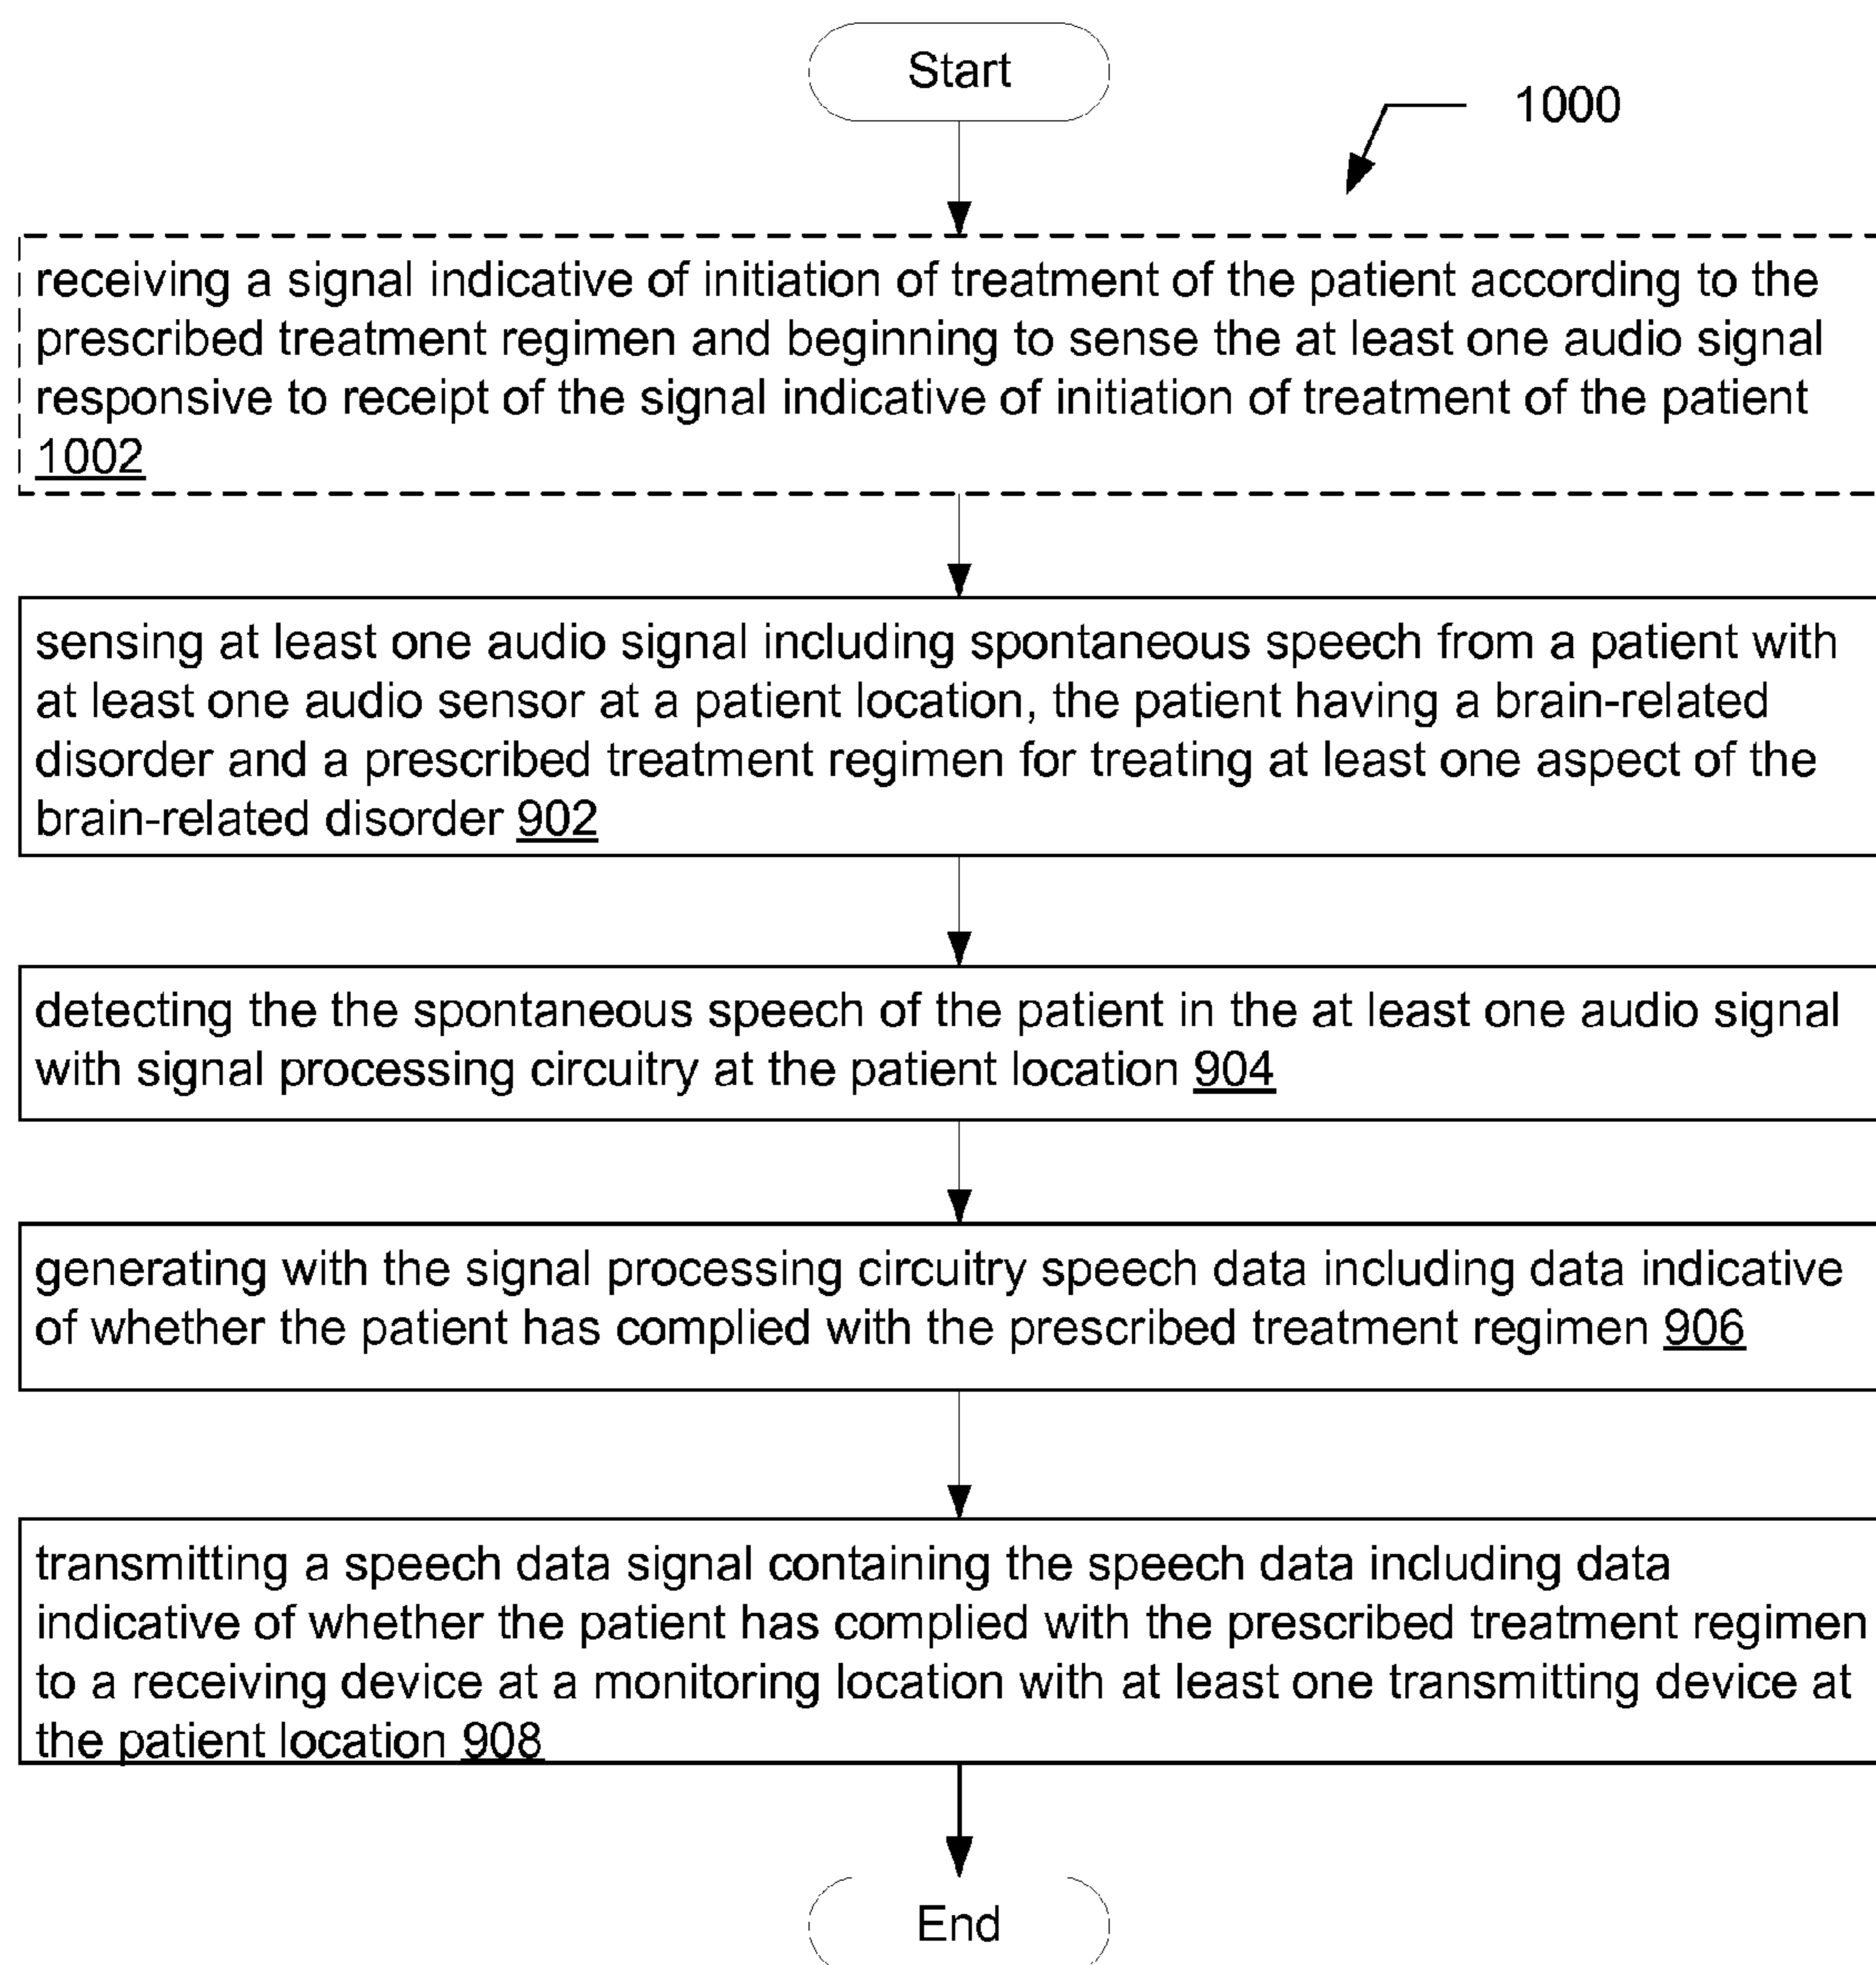 Start
1000
receiving a signal indicative of initiation of treatment of the patient according to the
prescribed treatment regimen and beginning to sense the at least one audio signal
responsive to receipt of the signal indicative of initiation of treatment of the patient
1002
sensing at least one audio signal including spontaneous speech from a patient with
at least one audio sensor at a patient location, the patient having a brain-related
disorder and a prescribed treatment regimen for treating at least one aspect of the
brain-related disorder 902
detecting the the spontaneous speech of the patient in the at least one audio signal
with signal processing circuitry at the patient location 904
generating with the signal processing circuitry speech data including data indicative
of whether the patient has complied with the prescribed treatment regimen 906
transmitting a speech data signal containing the speech data including data
indicative of whether the patient has complied with the prescribed treatment regimen
to a receiving device at a monitoring location with at least one transmitting device at
the patient location 908
End